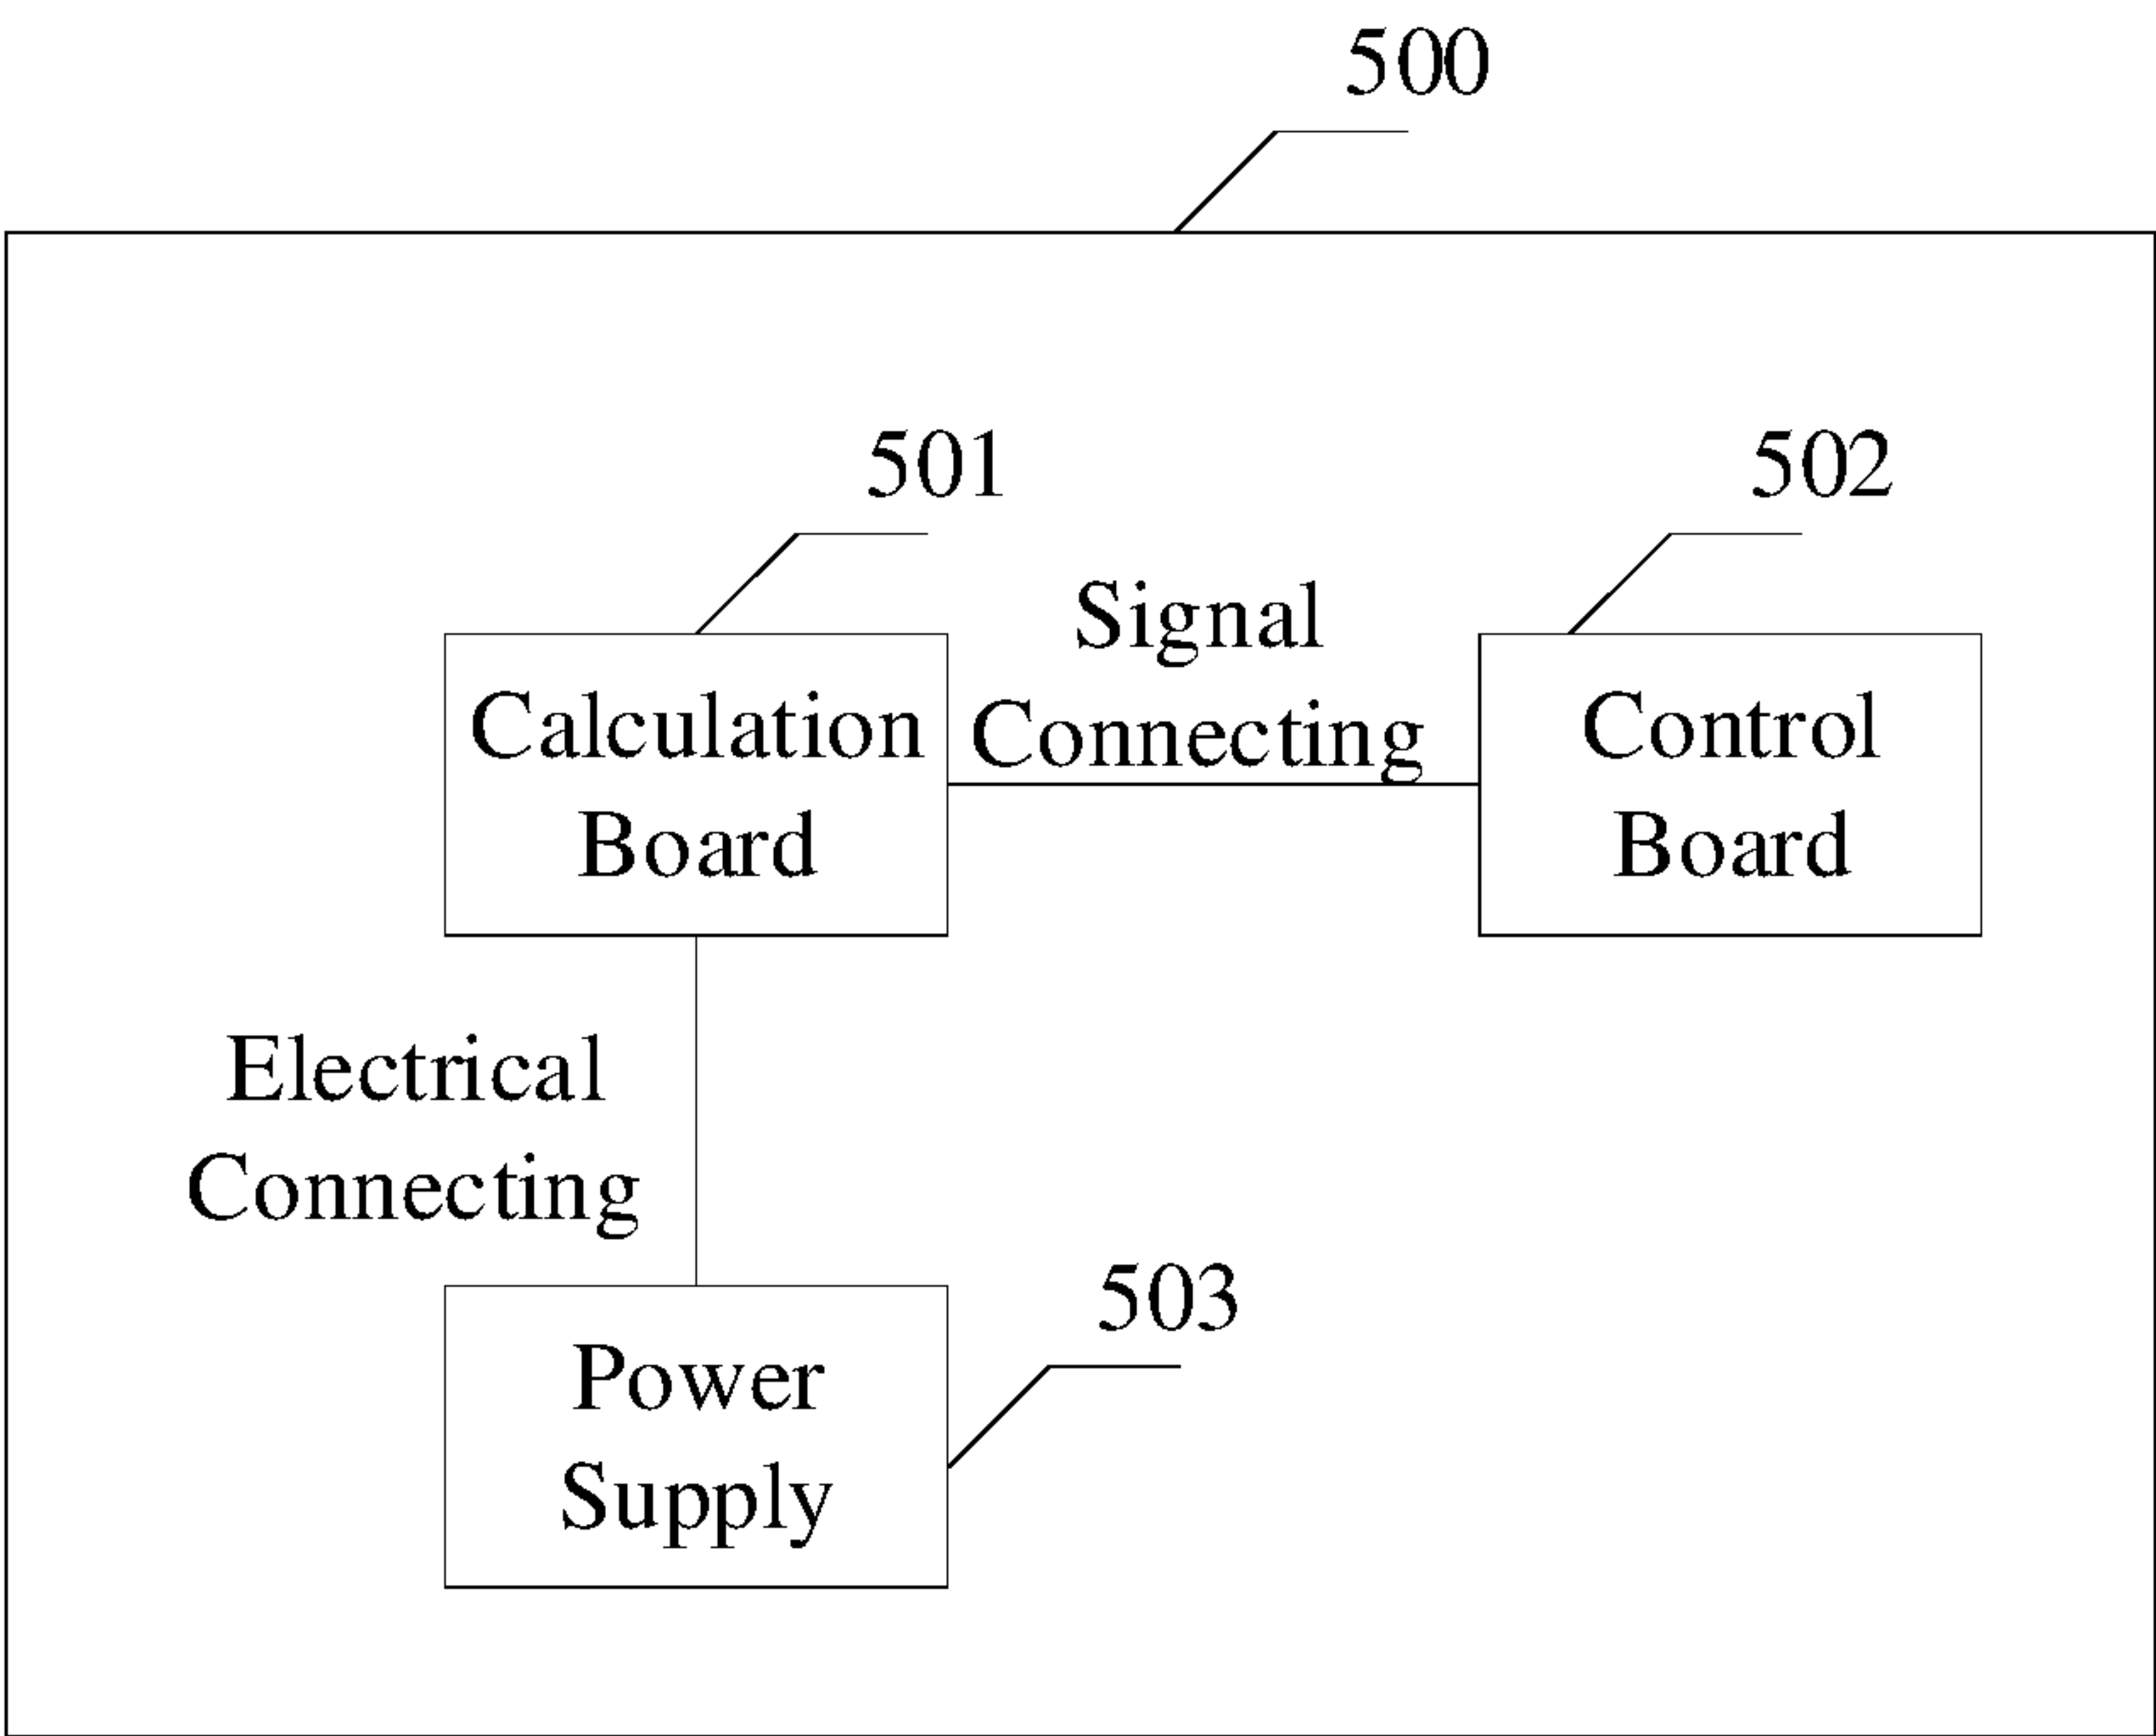 500
501
502
Signal
Connecting
Calculation
Board
Control
Board
Electrical
Connecting
503
Power
Supply